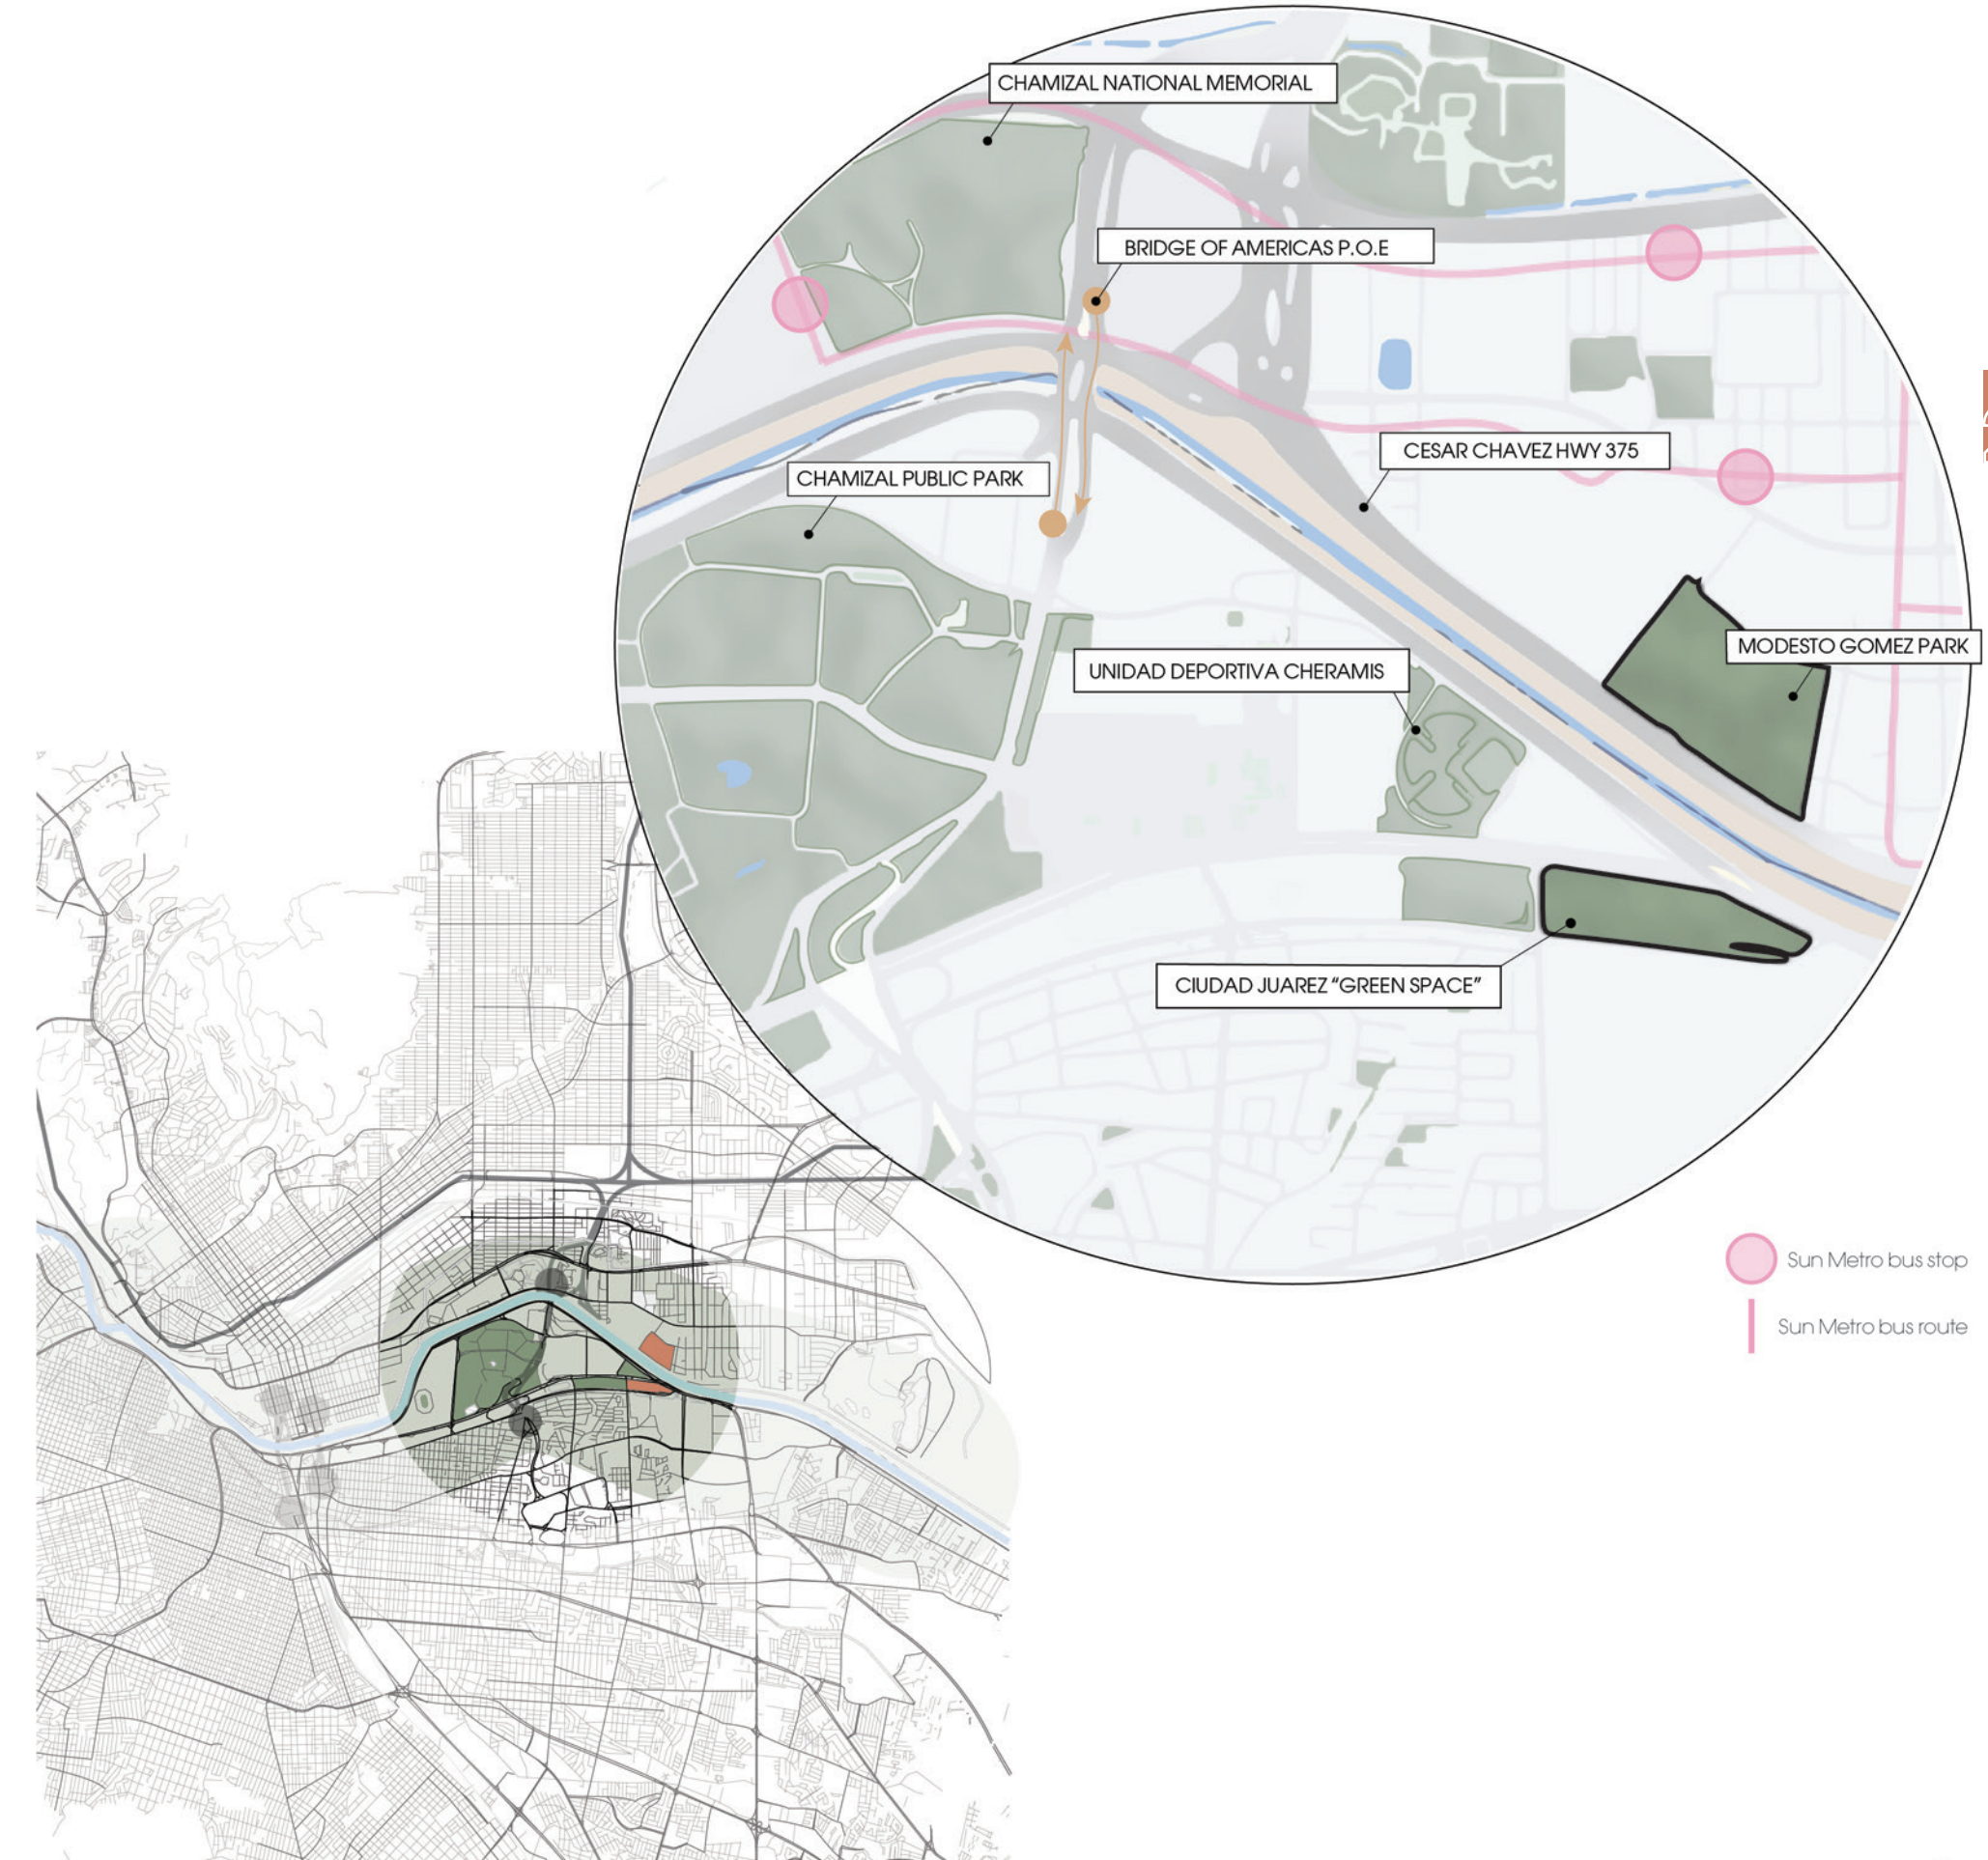 CHAMIZAL NATIONAL MEMORIAL
BRIDGE OF AMERICAS P.O.E
CESAR CHAVEZ HWY 375
CHAMIZAL PUBLIC PARK
MODESTO GOMEZ PARK
UNIDAD DEPORTIVA CHERAMIS
CIUDAD JUAREZ “GREEN SPACE”
Sun Metro bus stop
Sun Metro bus route